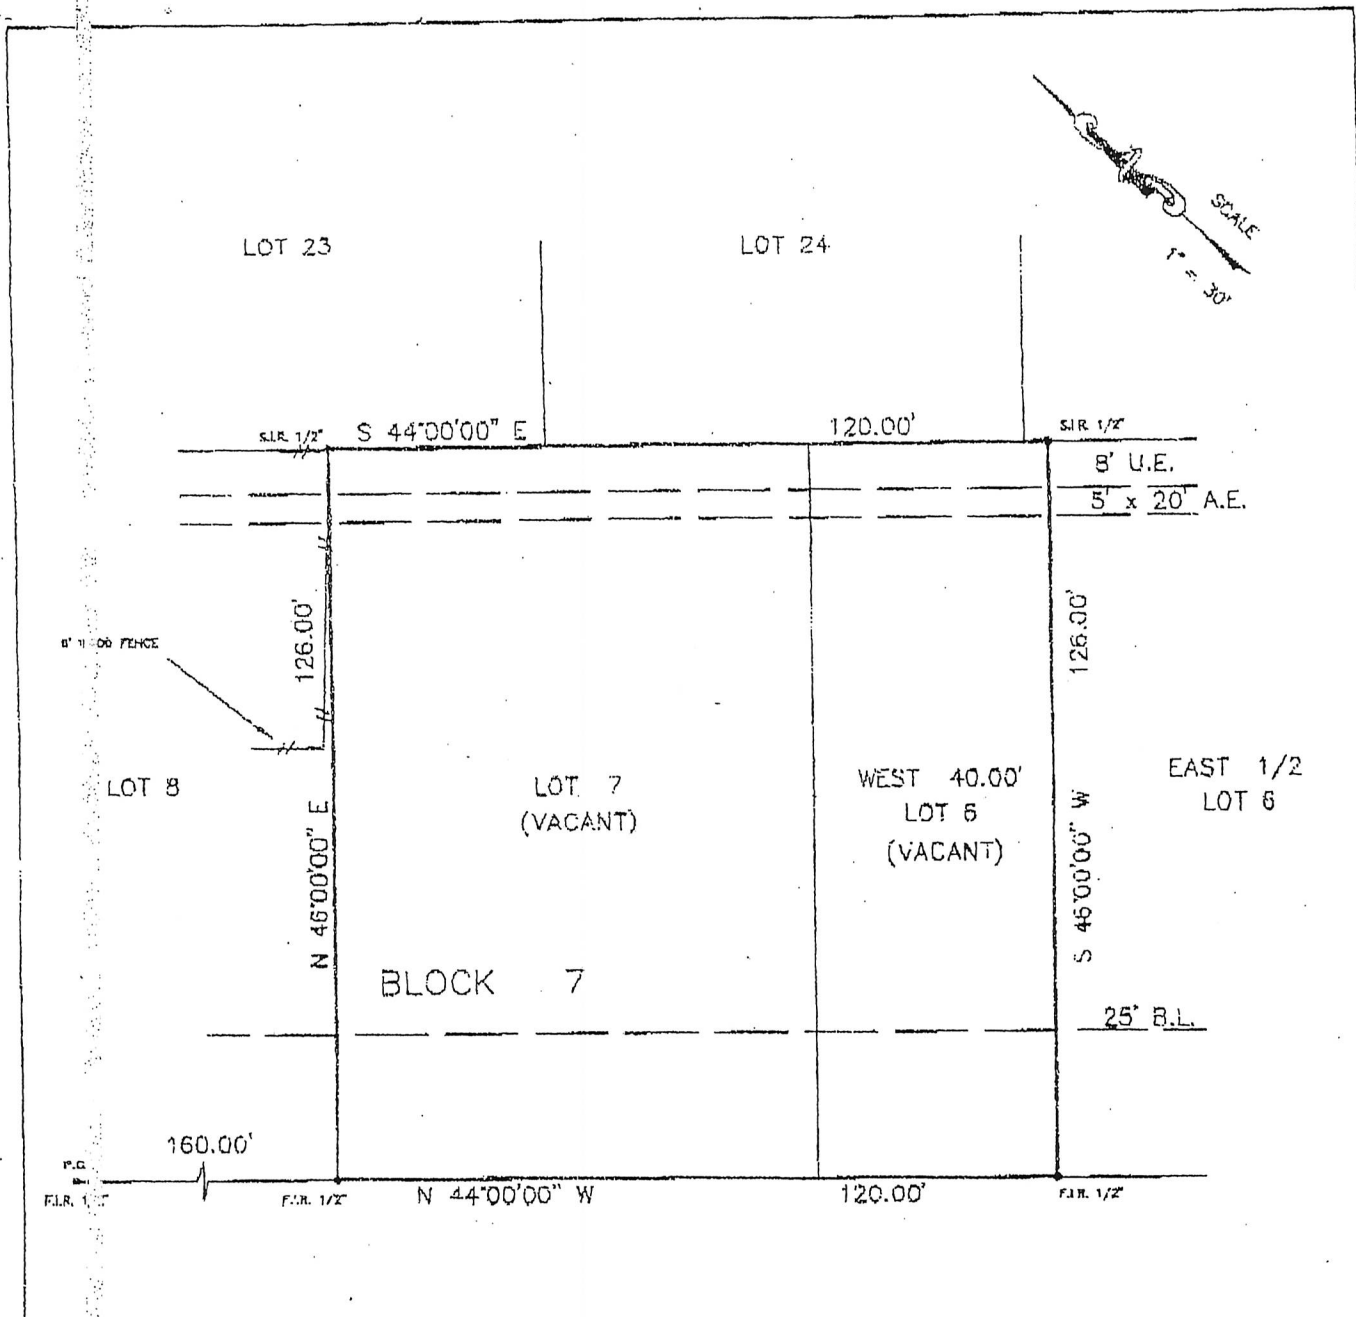 SCALE
1" = 30'
LOT 23
LOT 24
S.I.R. 1/2"
S 44°00'00" E
120.00'
S.I.R. 1/2"
8' U.E.
5' x 20' A.E.
126.00'
126.00'
FENCE
LOT 8
LOT 7
(VACANT)
WEST 40.00'
LOT 6
(VACANT)
EAST 1/2
LOT 6
N 46°00'00" E
S 46°00'00" W
BLOCK 7
25' B.L.
160.00'
F.I.R.
F.I.R. 1/2"
N 44°00'00" W
120.00'
F.I.R. 1/2"